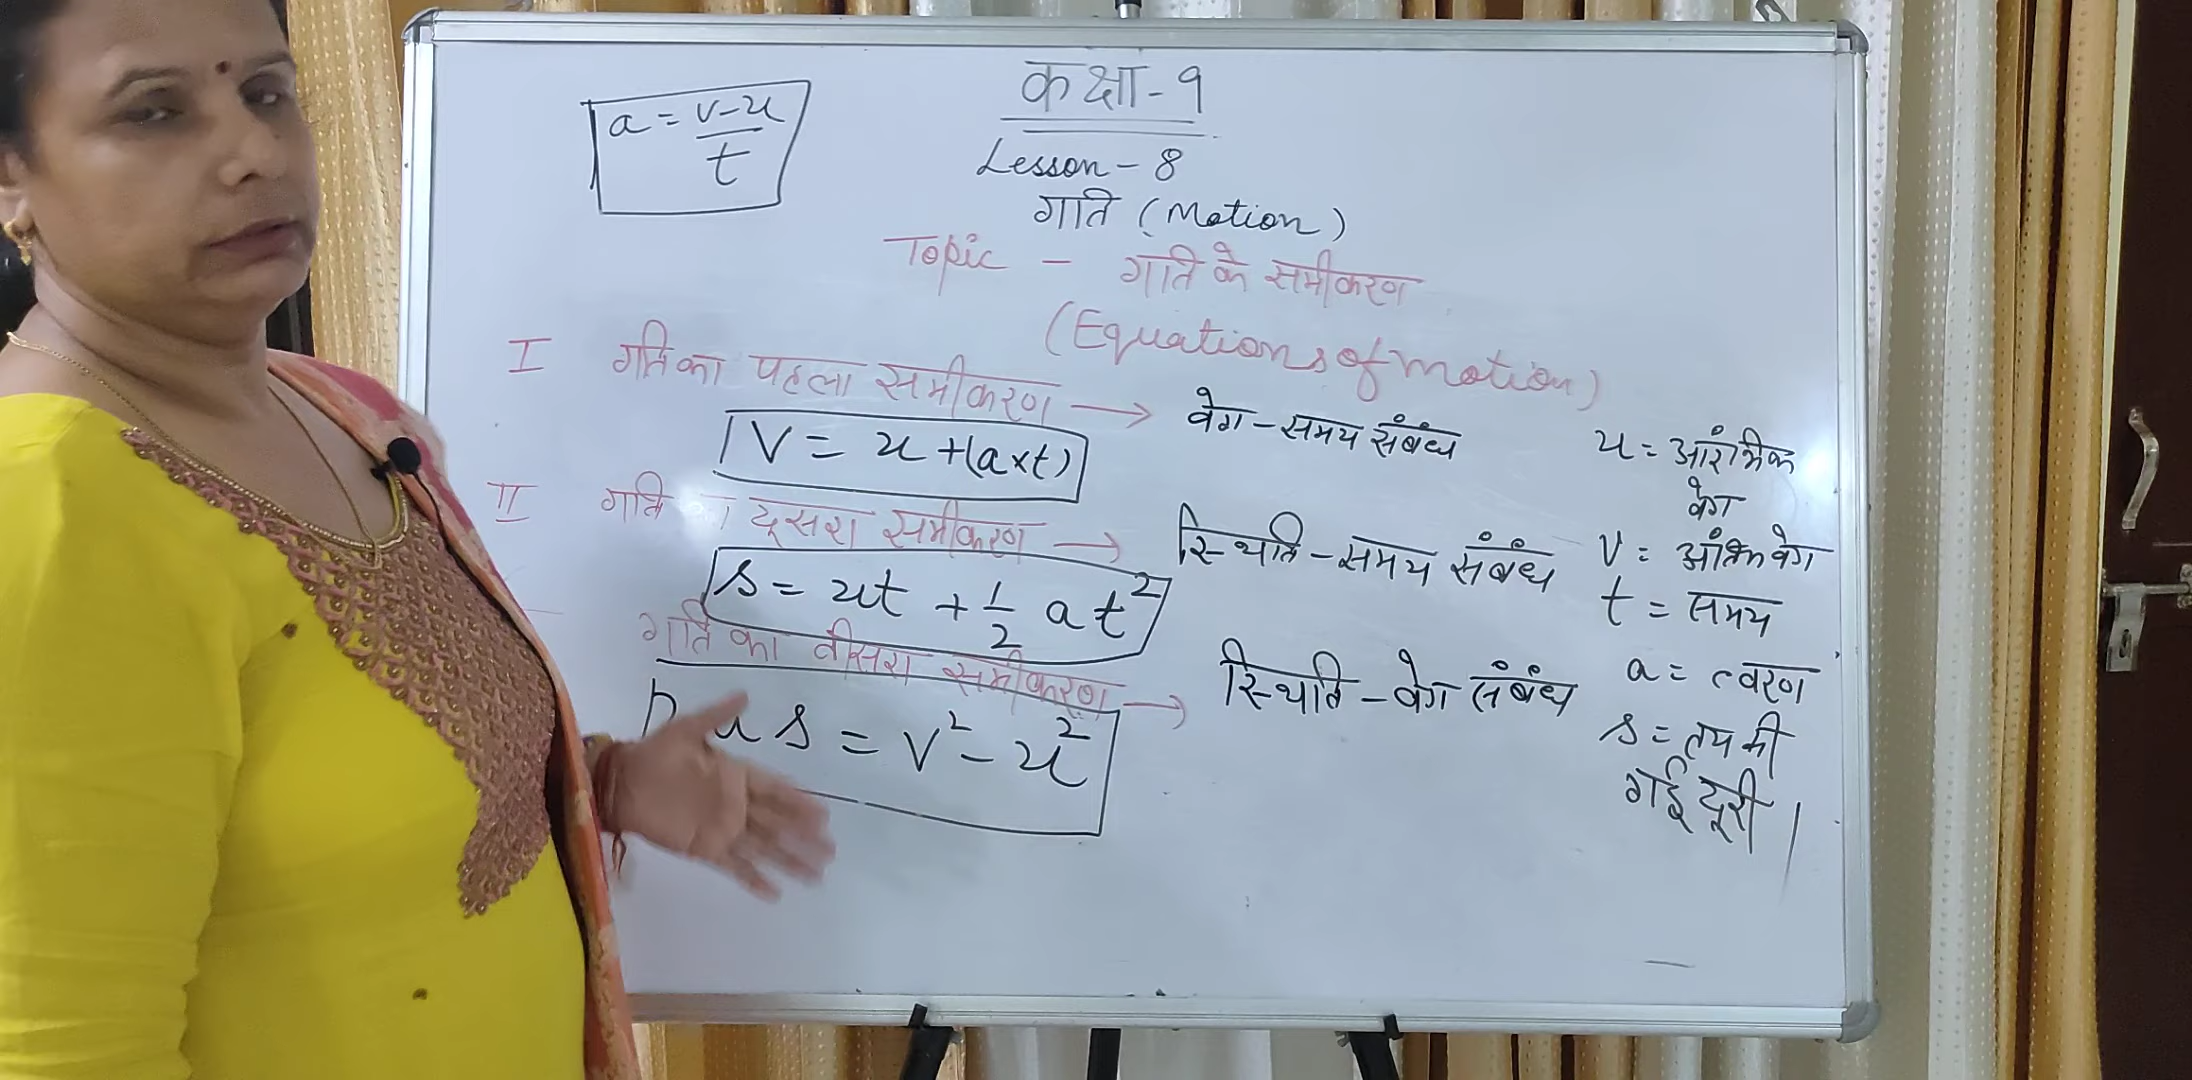 a = v-u / t
कक्षा-9
Lesson - 8
गति (Motion)
Topic - गति के समीकरण
(Equations of motion)
I गति का पहला समीकरण → वेग - समय संबंध
v = u + (a×t)
II गति दूसरा समीकरण → स्थिति - समय संबंध
s = ut + 1/2 at²
गति का तीसरा समीकरण → स्थिति - वेग संबंध
s = v² - u²
u = आरंभिक
वेग
v = अंतिम वेग
t = समय
a = त्वरण
s = तय की
गई दूरी।